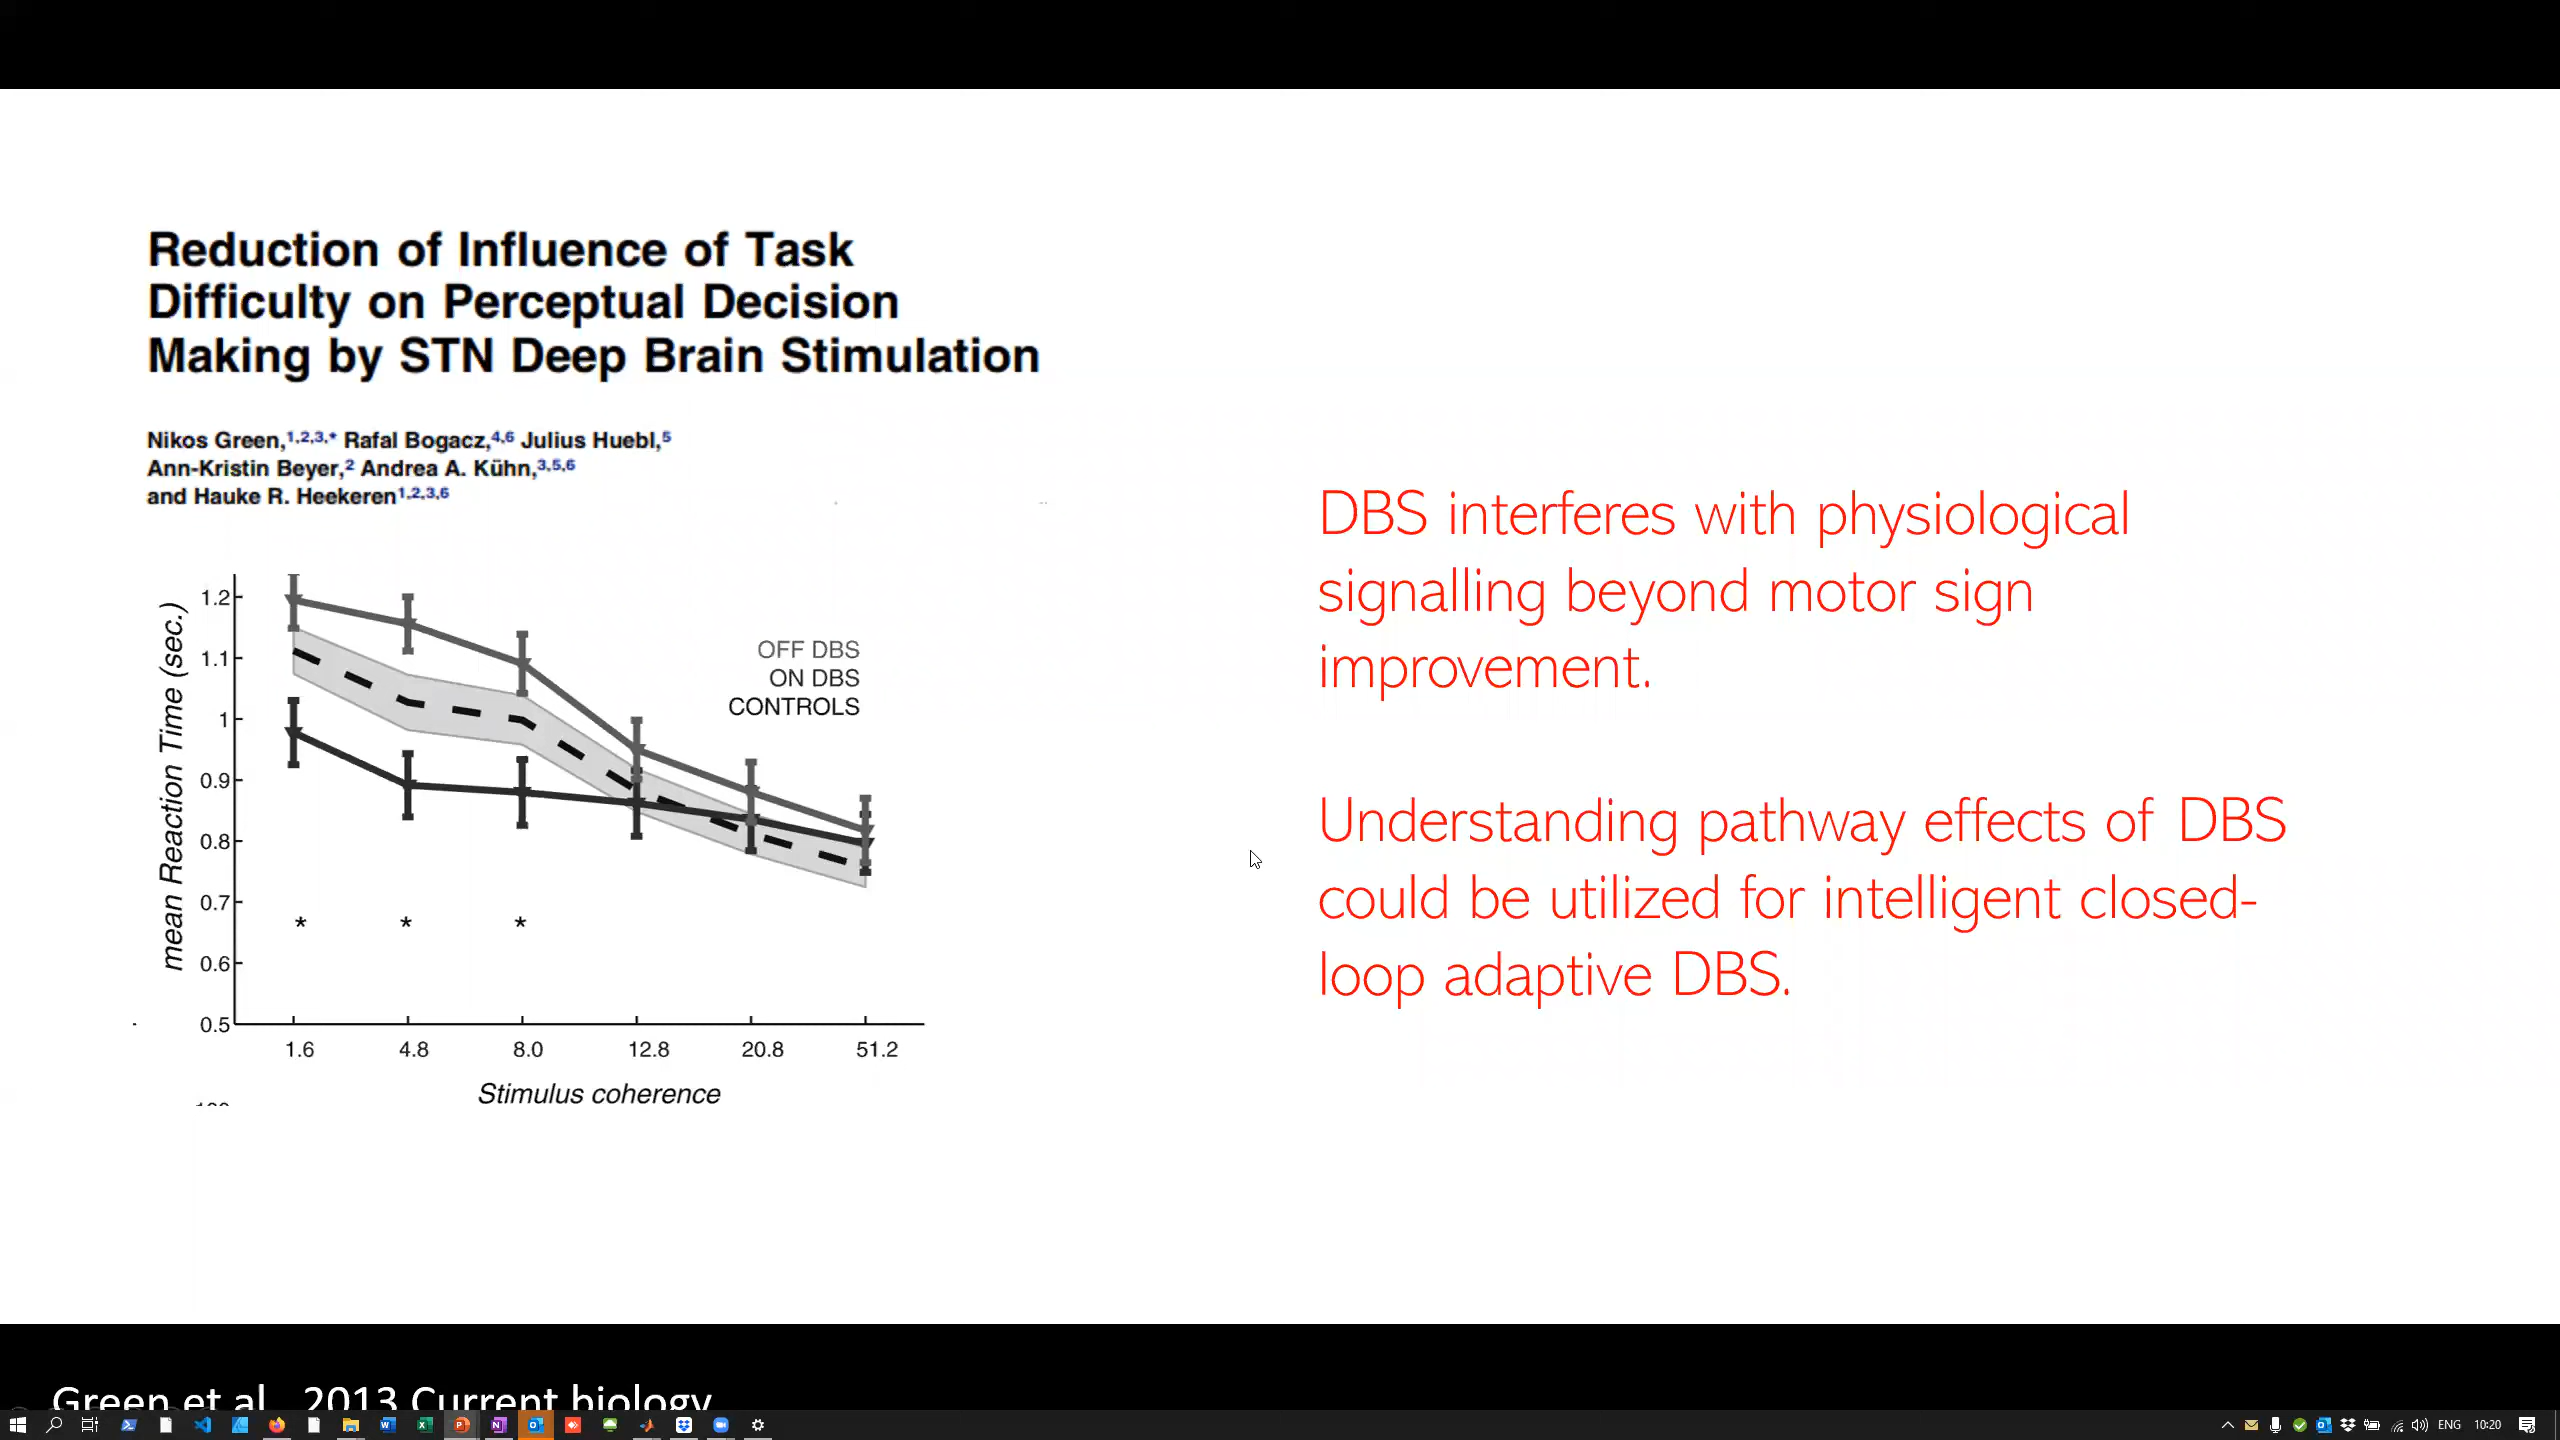 Reduction of Influence of Task
Difficulty on Perceptual Decision
Making by STN Deep Brain Stimulation
Nikos Green,1,2,3,* Rafal Bogacz,4,6 Julius Huebl,5
Ann-Kristin Beyer,2 Andrea A. Kühn,3,5,6
and Hauke R. Heekeren1,2,3,6
mean Reaction Time (sec.)
1.2
1.1
1
0.9
0.8
0.7
0.6
0.5
OFF DBS
ON DBS
CONTROLS
* * *
1.6 4.8 8.0 12.8 20.8 51.2
Stimulus coherence
DBS interferes with physiological
signalling beyond motor sign
improvement.
Understanding pathway effects of DBS
could be utilized for intelligent closed-
loop adaptive DBS.
Green et al., 2013 Current biology
ENG 10:20